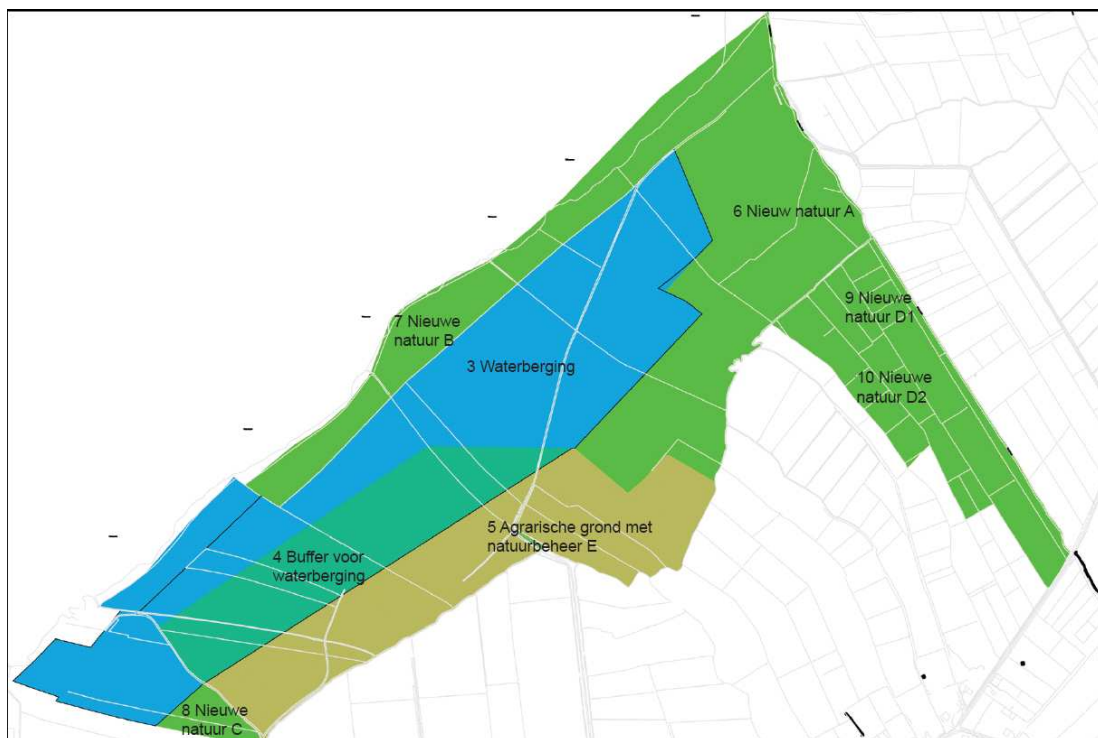 6 Nieuw natuur A
9 Nieuwe
natuur D1
7 Nieuwe
natuur B
3 Waterberging
10 Nieuwe
natuur D2
5 Agrarische grond met
natuurbeheer E
4 Buffer voor
waterberging
8 Nieuwe
natuur C